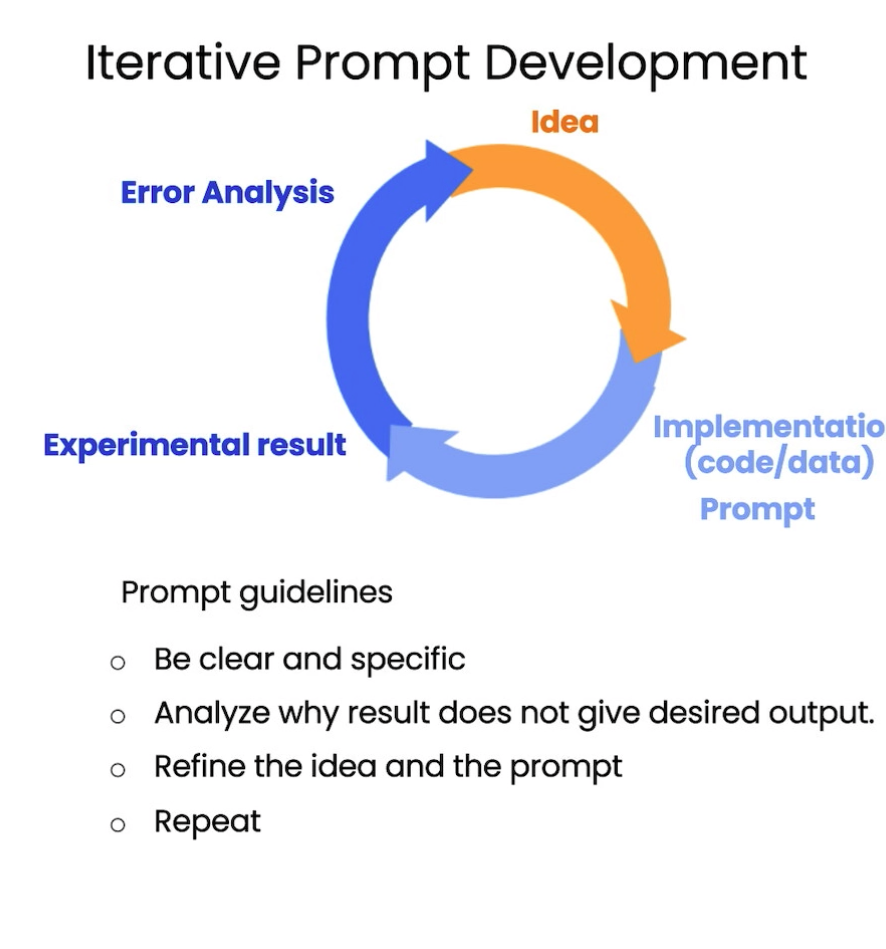 Iterative Prompt Development
Idea
Error Analysis
Implementatio
(code/data)
Prompt
Experimental result
Prompt guidelines
Be clear and specific
Analyze why result does not give desired output.
Refine the idea and the prompt
Repeat